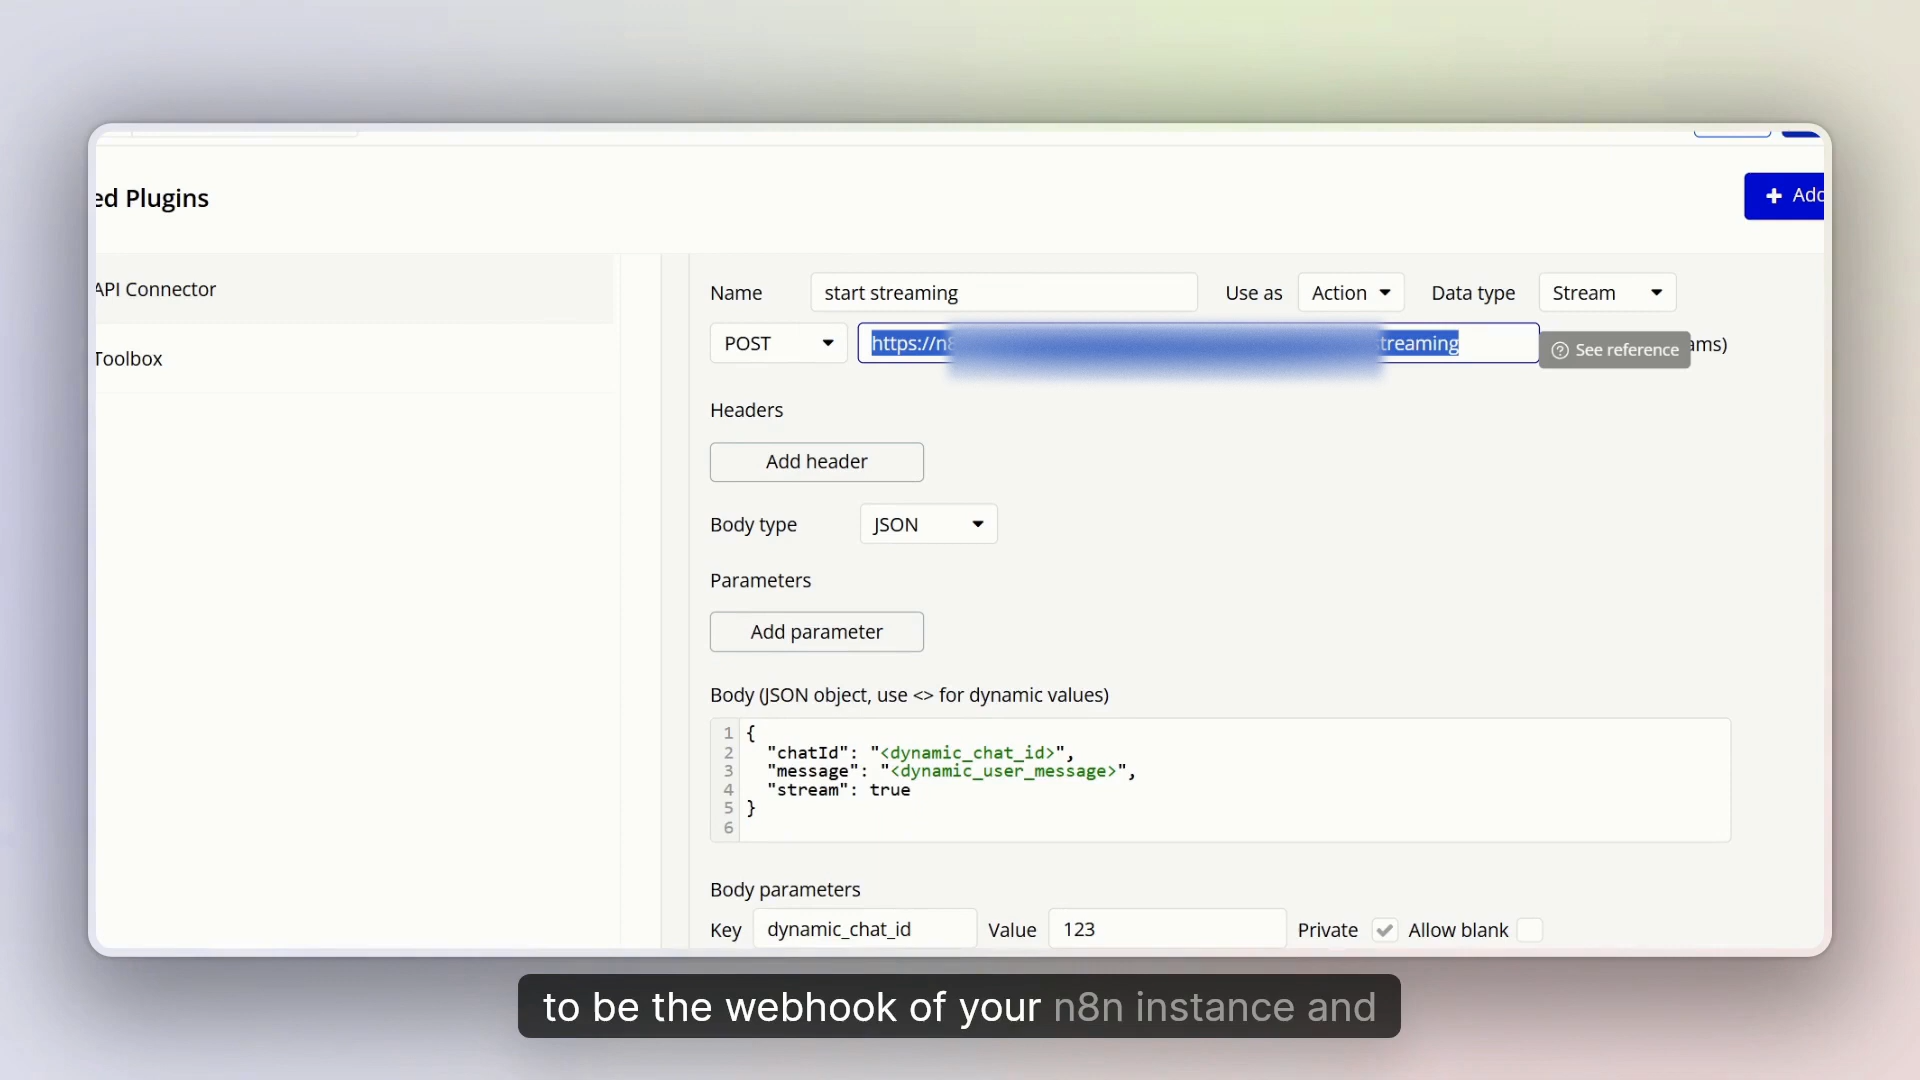 ed Plugins
Add
API Connector
Toolbox
Name start streaming Use as Action Data type Stream
POST https://n8 treaming See reference ams)
Headers
Add header
Body type JSON
Parameters
Add parameter
Body (JSON object, use <> for dynamic values)
1 {
2 "chatId": "<dynamic_chat_id>",
3 "message": "<dynamic_user_message>",
4 "stream": true
5 }
6
Body parameters
Key dynamic_chat_id Value 123 Private Allow blank
to be the webhook of your n8n instance and